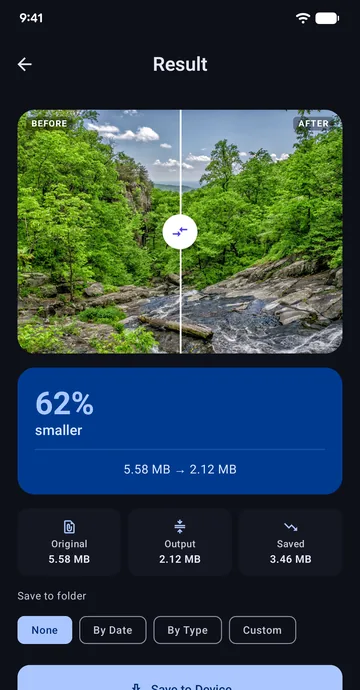 9:41
Result
BEFORE
AFTER
62%
smaller
5.58 MB → 2.12 MB
Original
5.58 MB
Output
2.12 MB
Saved
3.46 MB
Save to folder
None
By Date
By Type
Custom
Save to Device